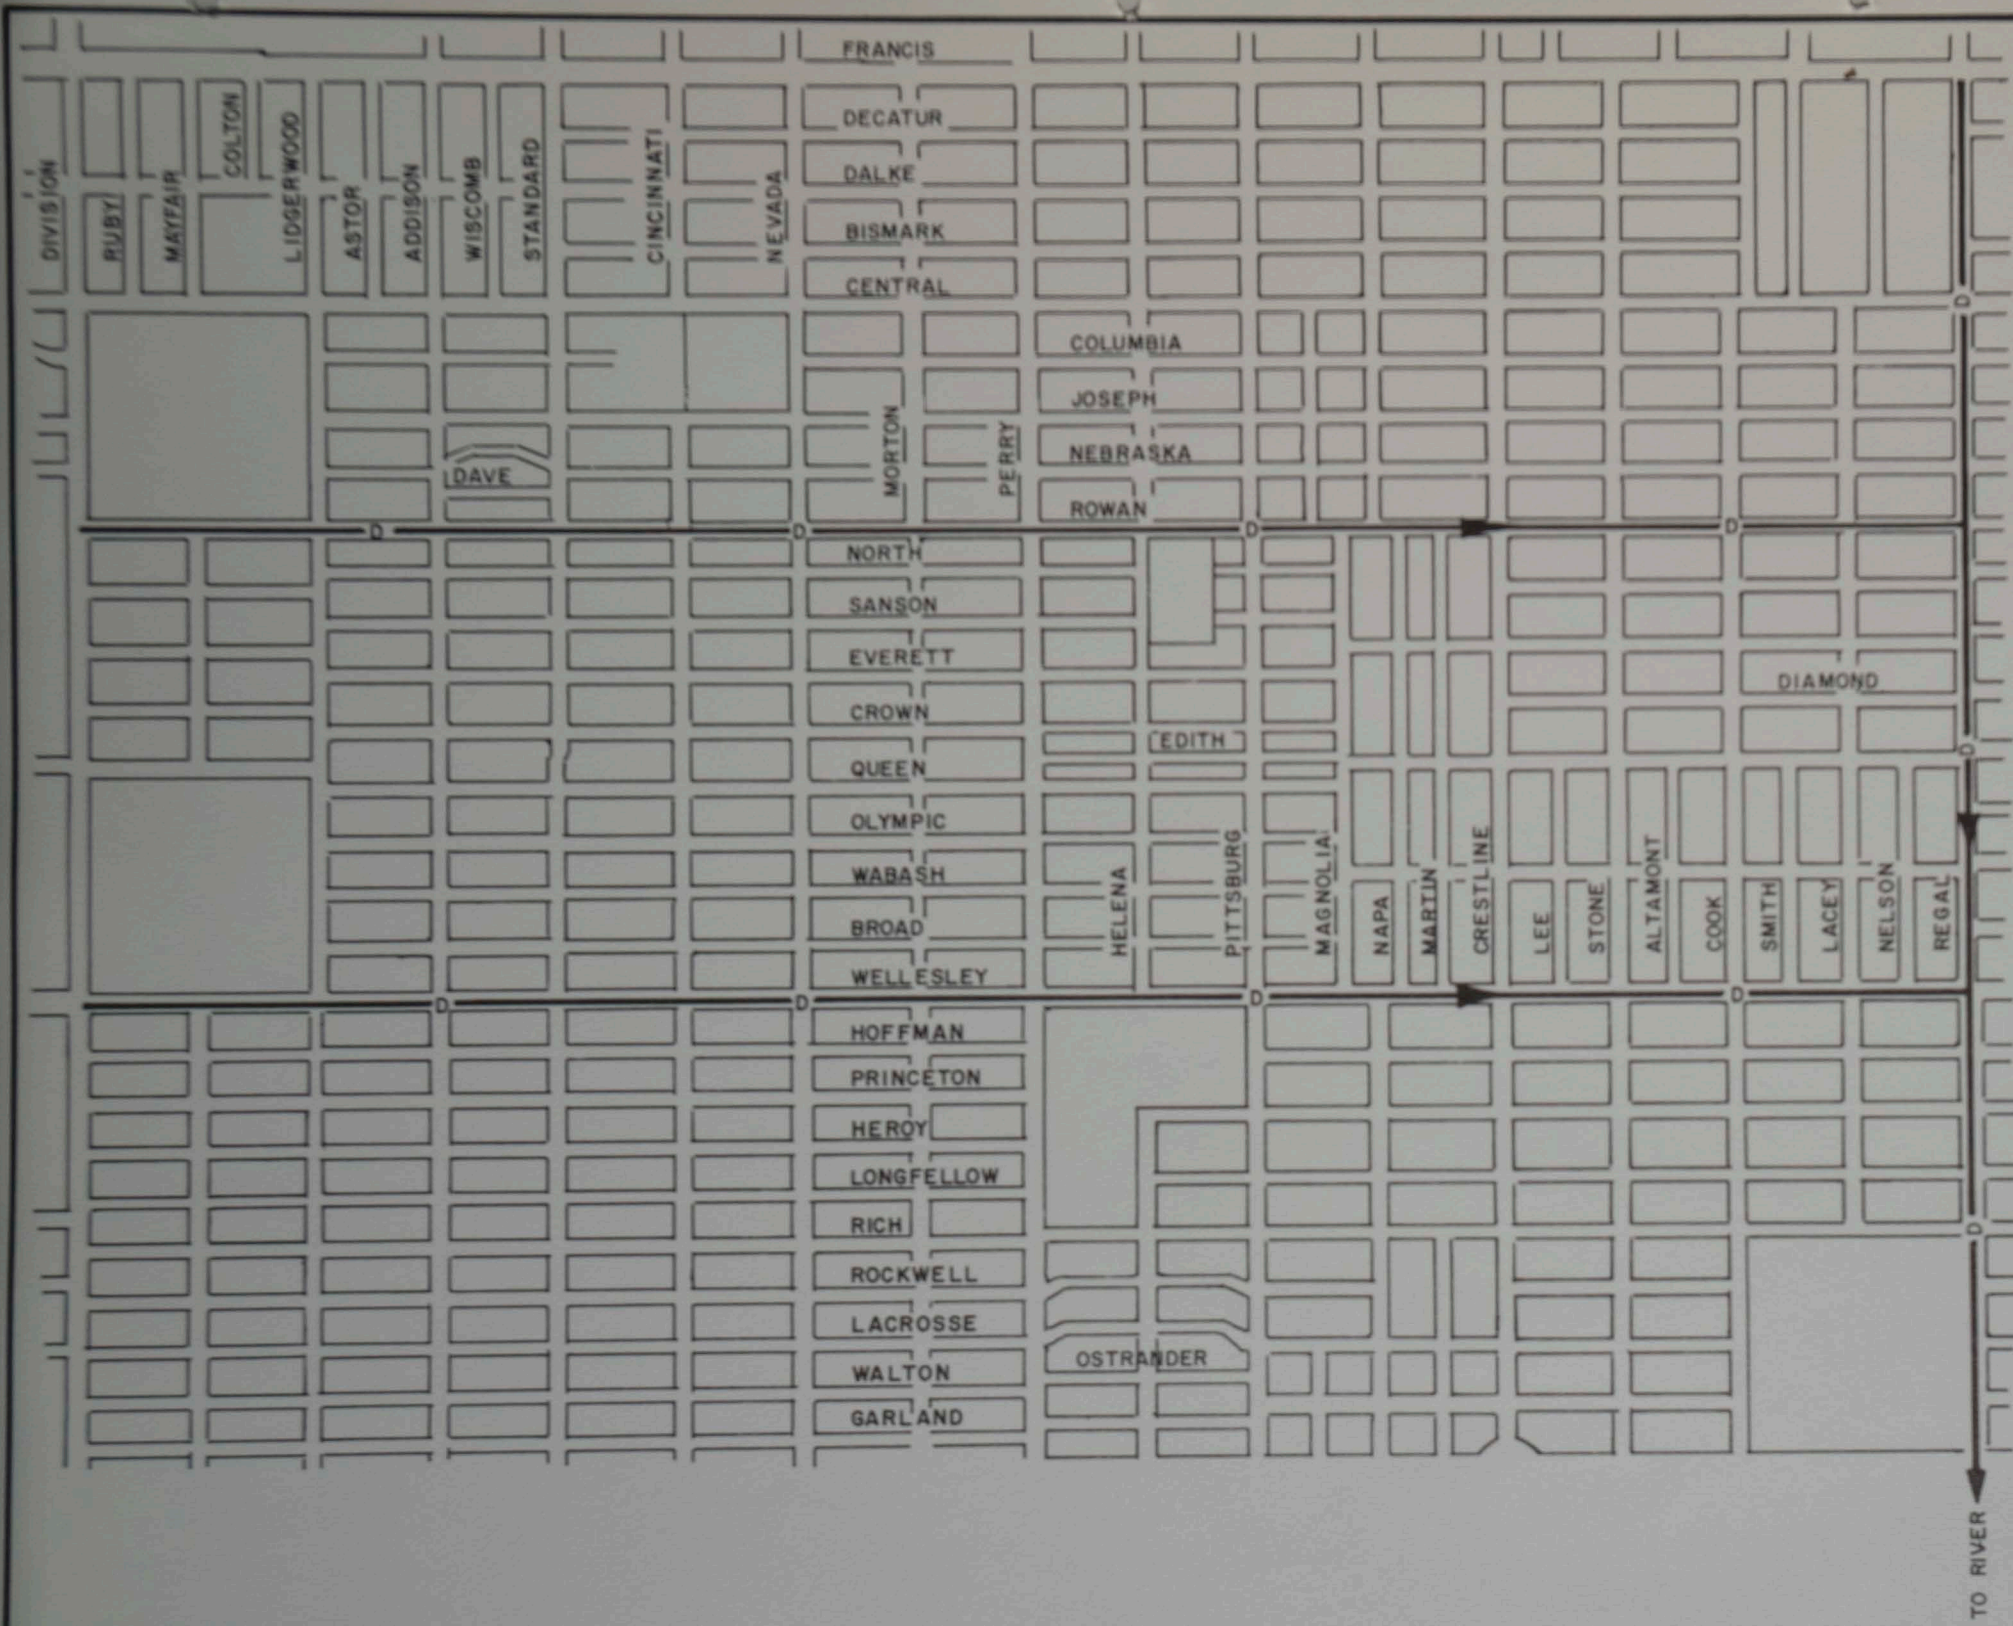 FRANCIS
DECATUR
DALKE
BISMARK
CENTRAL
DIVISION
RUBY
MAYFAIR
COLTON
LIDGERWOOD
ASTOR
ADDISON
WISCOMB
STANDARD
CINCINNATI
NEVADA
D
COLUMBIA
JOSEPH
NEBRASKA
ROWAN
MORTON
PERRY
DAVE
D
D
D
D
NORTH
SANSON
EVERETT
CROWN
QUEEN
OLYMPIC
WABASH
BROAD
WELLESLEY
EDITH
DIAMOND
D
HELENA
PITTSBURG
MAGNOLIA
NAPA
MARTIN
CRESTLINE
LEE
STONE
ALTAMONT
COOK
SMITH
LACEY
NELSON
REGAL
D
D
D
D
HOFFMAN
PRINCETON
HEROY
LONGFELLOW
RICH
ROCKWELL
LACROSSE
WALTON
GARLAND
OSTRANDER
D
TO RIVER